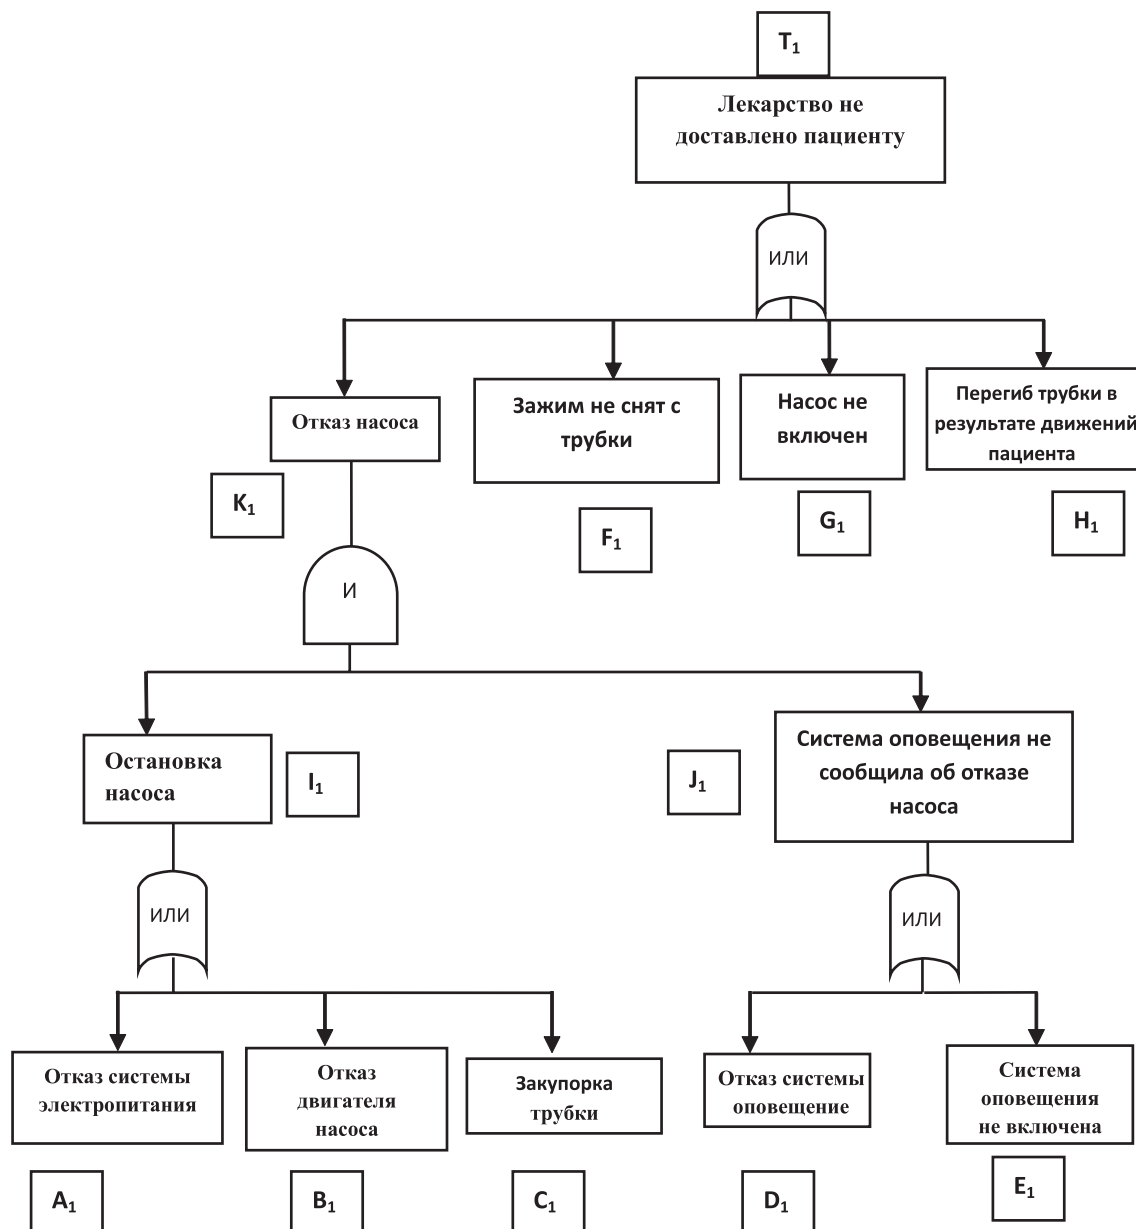 T₁
Лекарство не
доставлено пациенту
ИЛИ
Отказ насоса
Зажим не снят с
трубки
Насос не
включен
Перегиб трубки в
результате движений
пациента
K₁
F₁
G₁
H₁
И
Остановка
насоса
I₁
J₁
Система оповещения не
сообщила об отказе
насоса
ИЛИ
ИЛИ
Отказ системы
электропитания
Отказ
двигателя
насоса
Закупорка
трубки
Отказ системы
оповещение
Система
оповещения
не включена
A₁
B₁
C₁
D₁
E₁